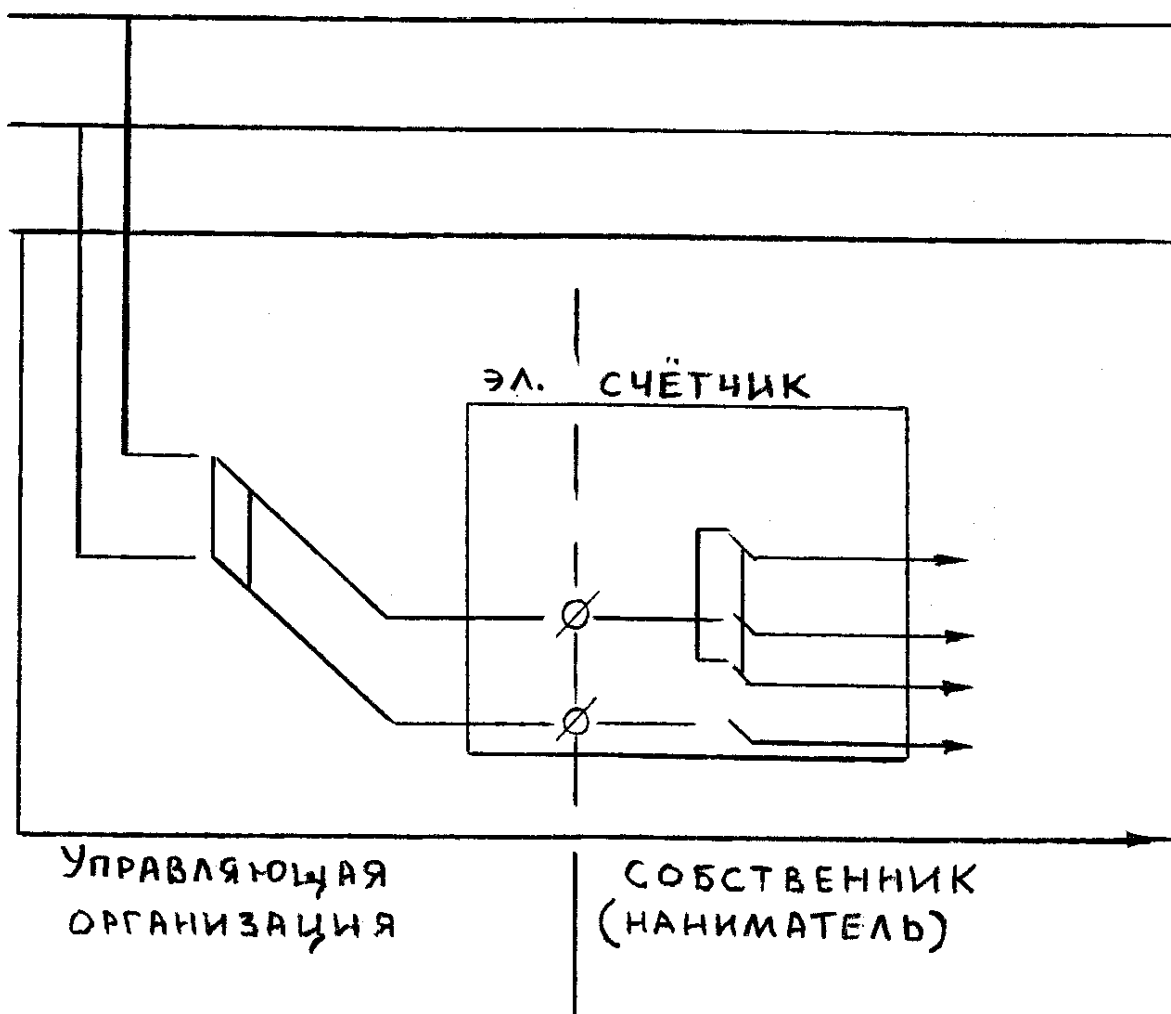 ЭЛ. СЧЁТЧИК
УПРАВЛЯЮЩАЯ
ОРГАНИЗАЦИЯ
СОБСТВЕННИК
(НАНИМАТЕЛЬ)